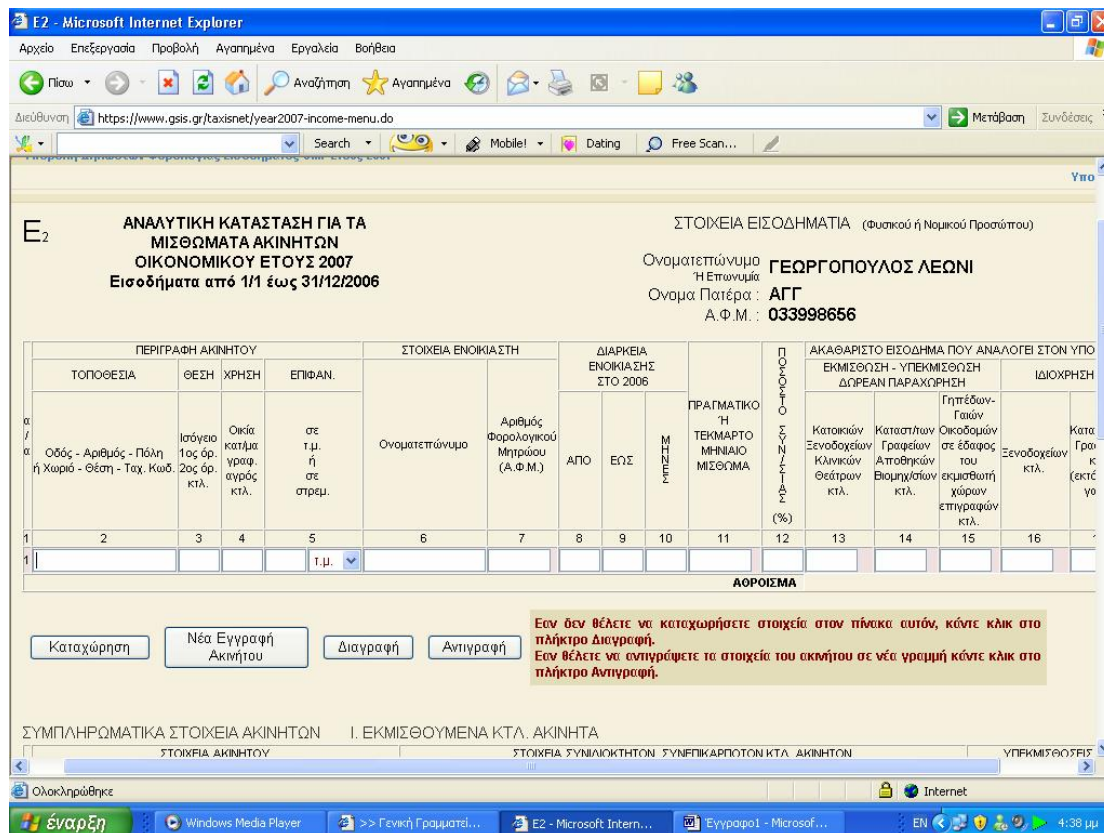 E2 - Microsoft Internet Explorer
Αρχείο Επεξεργασία Προβολή Αγαπημένα Εργαλεία Βοήθεια
Πίσω Αναζήτηση Αγαπημένα
Διεύθυνση https://www.gsis.gr/taxisnet/year2007-income-menu.do Μετάβαση Συνδέσεις
Search Mobile! Dating Free Scan...
Υπο
E2
ΑΝΑΛΥΤΙΚΗ ΚΑΤΑΣΤΑΣΗ ΓΙΑ ΤΑ
ΜΙΣΘΩΜΑΤΑ ΑΚΙΝΗΤΩΝ
ΟΙΚΟΝΟΜΙΚΟΥ ΕΤΟΥΣ 2007
Εισοδήματα από 1/1 έως 31/12/2006
ΣΤΟΙΧΕΙΑ ΕΙΣΟΔΗΜΑΤΙΑ (Φυσικού ή Νομικού Προσώπου)
Ονοματεπώνυμο
Ή Επωνυμία
ΓΕΩΡΓΟΠΟΥΛΟΣ ΛΕΩΝΙ
Ονομα Πατέρα : ΑΓΓ
Α.Φ.Μ. : 033998656
α/α
ΠΕΡΙΓΡΑΦΗ ΑΚΙΝΗΤΟΥ
ΤΟΠΟΘΕΣΙΑ ΘΕΣΗ ΧΡΗΣΗ ΕΠΙΦΑΝ.
Οδός - Αριθμός - Πόλη
ή Χωριό - Θέση - Ταχ. Κωδ.
Ισόγειο
1ος όρ.
2ος όρ.
κτλ.
Οικία
κατ/μα
γραφ.
αγρός
κτλ.
σε
τ.μ.
ή
σε
στρεμ.
ΣΤΟΙΧΕΙΑ ΕΝΟΙΚΙΑΣΤΗ
Ονοματεπώνυμο
Αριθμός
Φορολογικού
Μητρώου
(Α.Φ.Μ.)
ΔΙΑΡΚΕΙΑ
ΕΝΟΙΚΙΑΣΗΣ
ΣΤΟ 2006
ΑΠΟ ΕΩΣ ΜΗΝΕΣ
ΠΡΑΓΜΑΤΙΚΟ
Ή
ΤΕΚΜΑΡΤΟ
ΜΗΝΙΑΙΟ
ΜΙΣΘΩΜΑ
ΠΟΣΟΣΤΟ ΣΥΝ/ΣΙΑΣ
(%)
ΑΚΑΘΑΡΙΣΤΟ ΕΙΣΟΔΗΜΑ ΠΟΥ ΑΝΑΛΟΓΕΙ ΣΤΟΝ ΥΠΟ
ΕΚΜΙΣΘΩΣΗ - ΥΠΕΚΜΙΣΘΩΣΗ
ΔΩΡΕΑΝ ΠΑΡΑΧΩΡΗΣΗ
ΙΔΙΟΧΡΗΣΗ
Κατοικιών
Ξενοδοχείων
Κλινικών
Θεάτρων
κτλ.
Καταστ/των
Γραφείων
Αποθηκών
Βιομηχ/σίων
κτλ.
Γηπέδων-
Γαιών
Οικοδομών
σε έδαφος
του
εκμισθωτή
χώρων
επιγραφών
κτλ.
Ξενοδοχείων
κτλ.
Κατα
Γρα
κ
(εκτό
γο
1 2 3 4 5 6 7 8 9 10 11 12 13 14 15 16 1
1 τ.μ.
ΑΘΡΟΙΣΜΑ
Καταχώρηση
Νέα Εγγραφή
Ακινήτου
Διαγραφή
Αντιγραφή
Εαν δεν θέλετε να καταχωρήσετε στοιχεία στον πίνακα αυτόν, κάντε κλικ στο
πλήκτρο Διαγραφή.
Εαν θέλετε να αντιγράψετε τα στοιχεία του ακινήτου σε νέα γραμμή κάντε κλικ στο
πλήκτρο Αντιγραφή.
ΣΥΜΠΛΗΡΩΜΑΤΙΚΑ ΣΤΟΙΧΕΙΑ ΑΚΙΝΗΤΩΝ Ι. ΕΚΜΙΣΘΟΥΜΕΝΑ ΚΤΛ. ΑΚΙΝΗΤΑ
ΣΤΟΙΧΕΙΑ ΑΚΙΝΗΤΟΥ ΣΤΟΙΧΕΙΑ ΣΥΝΙΔΙΟΚΤΗΤΩΝ ΣΥΝΕΠΙΚΑΡΠΩΤΩΝ ΚΤΛ. ΑΚΙΝΗΤΩΝ ΥΠΕΚΜΙΣΘΩΣΕΙΣ
Ολοκληρώθηκε Internet
έναρξη Windows Media Player >> Γενική Γραμματεί... E2 - Microsoft Intern... Έγγραφο1 - Microsof... EN 4:38 μμ